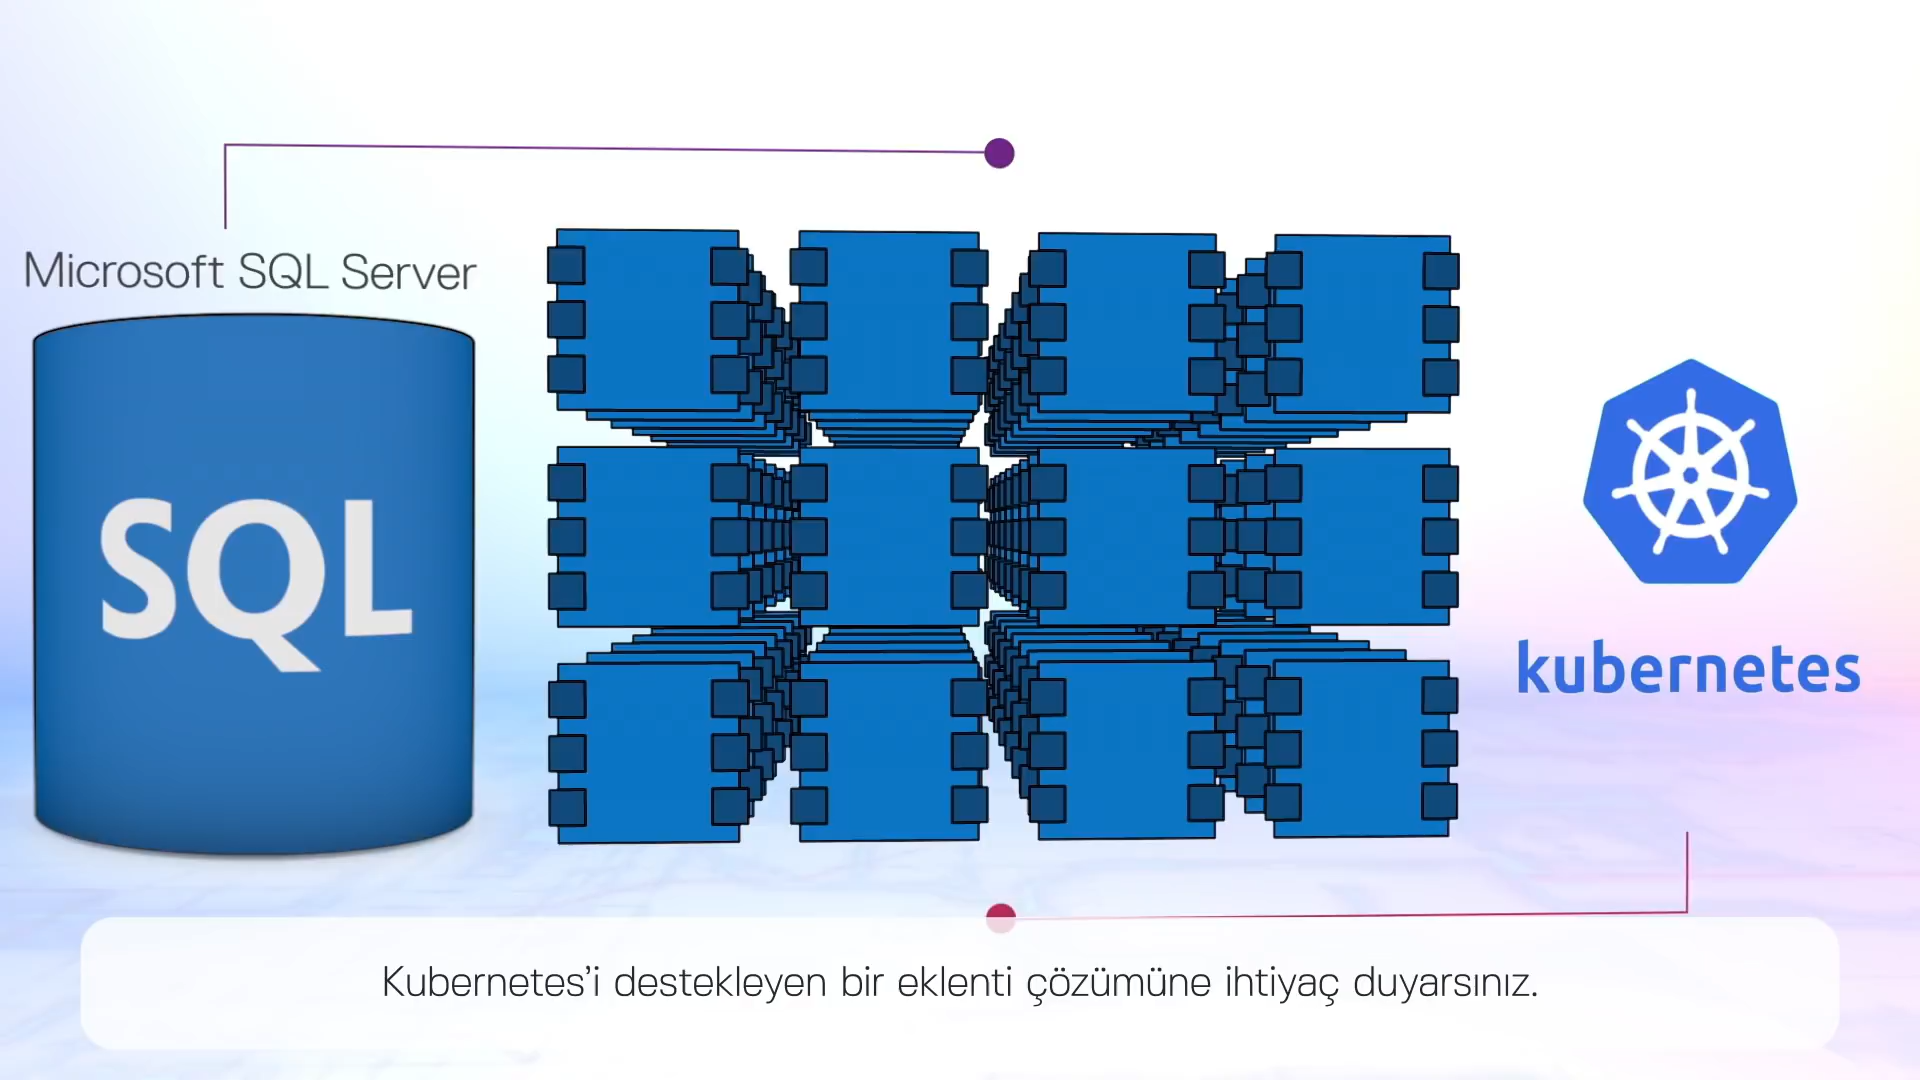 Microsoft SQL Server
SQL
kubernetes
Kubernetes’i destekleyen bir eklenti çözümüne ihtiyaç duyarsınız.